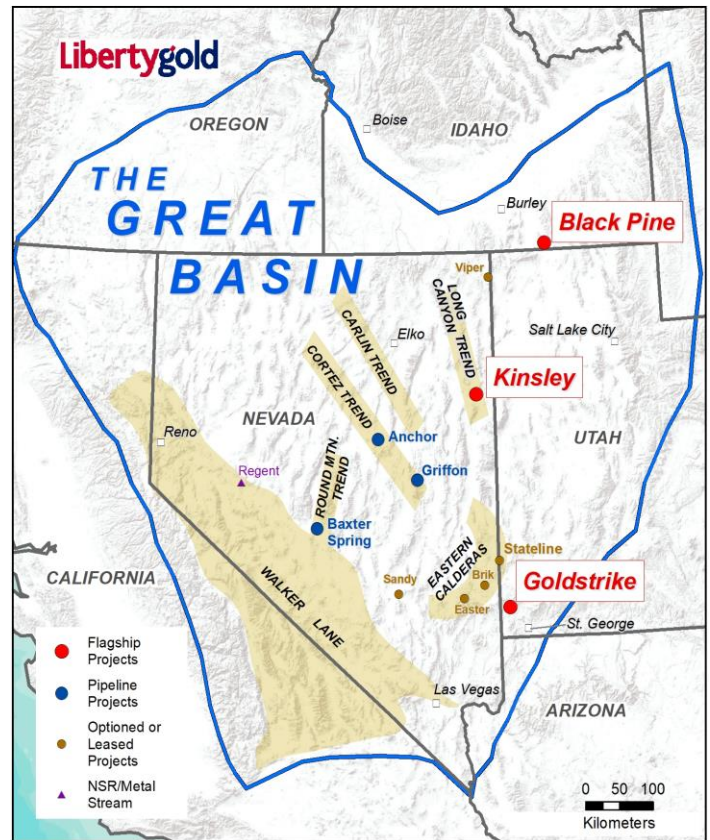 Libertygold
OREGON
Boise
IDAHO
THE
GREAT
BASIN
Burley
Black Pine
Viper
LONG
CANYON TREND
CARLIN TREND
Elko
Salt Lake City
CORTEZ TREND
Kinsley
NEVADA
Reno
Anchor
UTAH
Regent
ROUND MTN.
TREND
Griffon
Baxter
Spring
EASTERN
CALDERAS
Stateline
CALIFORNIA
WALKER LANE
Sandy
Brik
Easter
Goldstrike
St. George
Las Vegas
ARIZONA
Flagship
Projects
Pipeline
Projects
Optioned or
Leased
Projects
NSR/Metal
Stream
0 50 100
Kilometers